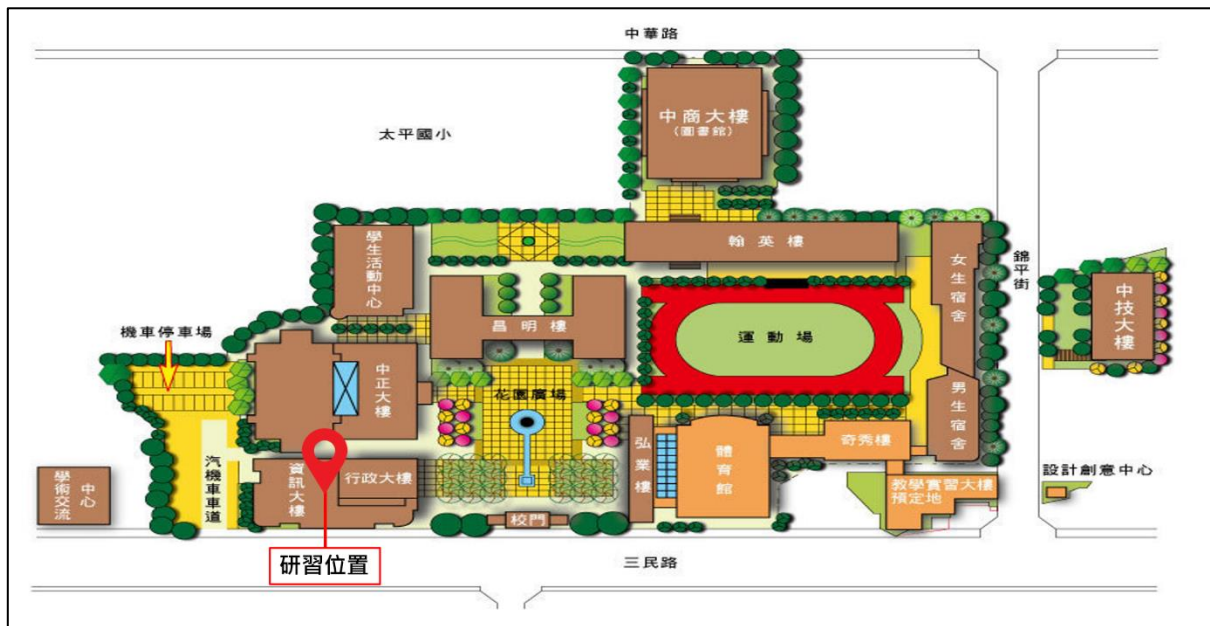 中華路
中商大樓
(圖書館)
太平國小
學生活動中心
翰英樓
女生宿舍
錦平街
中技大樓
昌明樓
運動場
機車停車場
中正大樓
花園廣場
男生宿舍
弘業樓
體育館
奇秀樓
設計創意中心
學術交流
中心
汽機車車道
資訊大樓
行政大樓
教學實習大樓
預定地
校門
研習位置
三民路